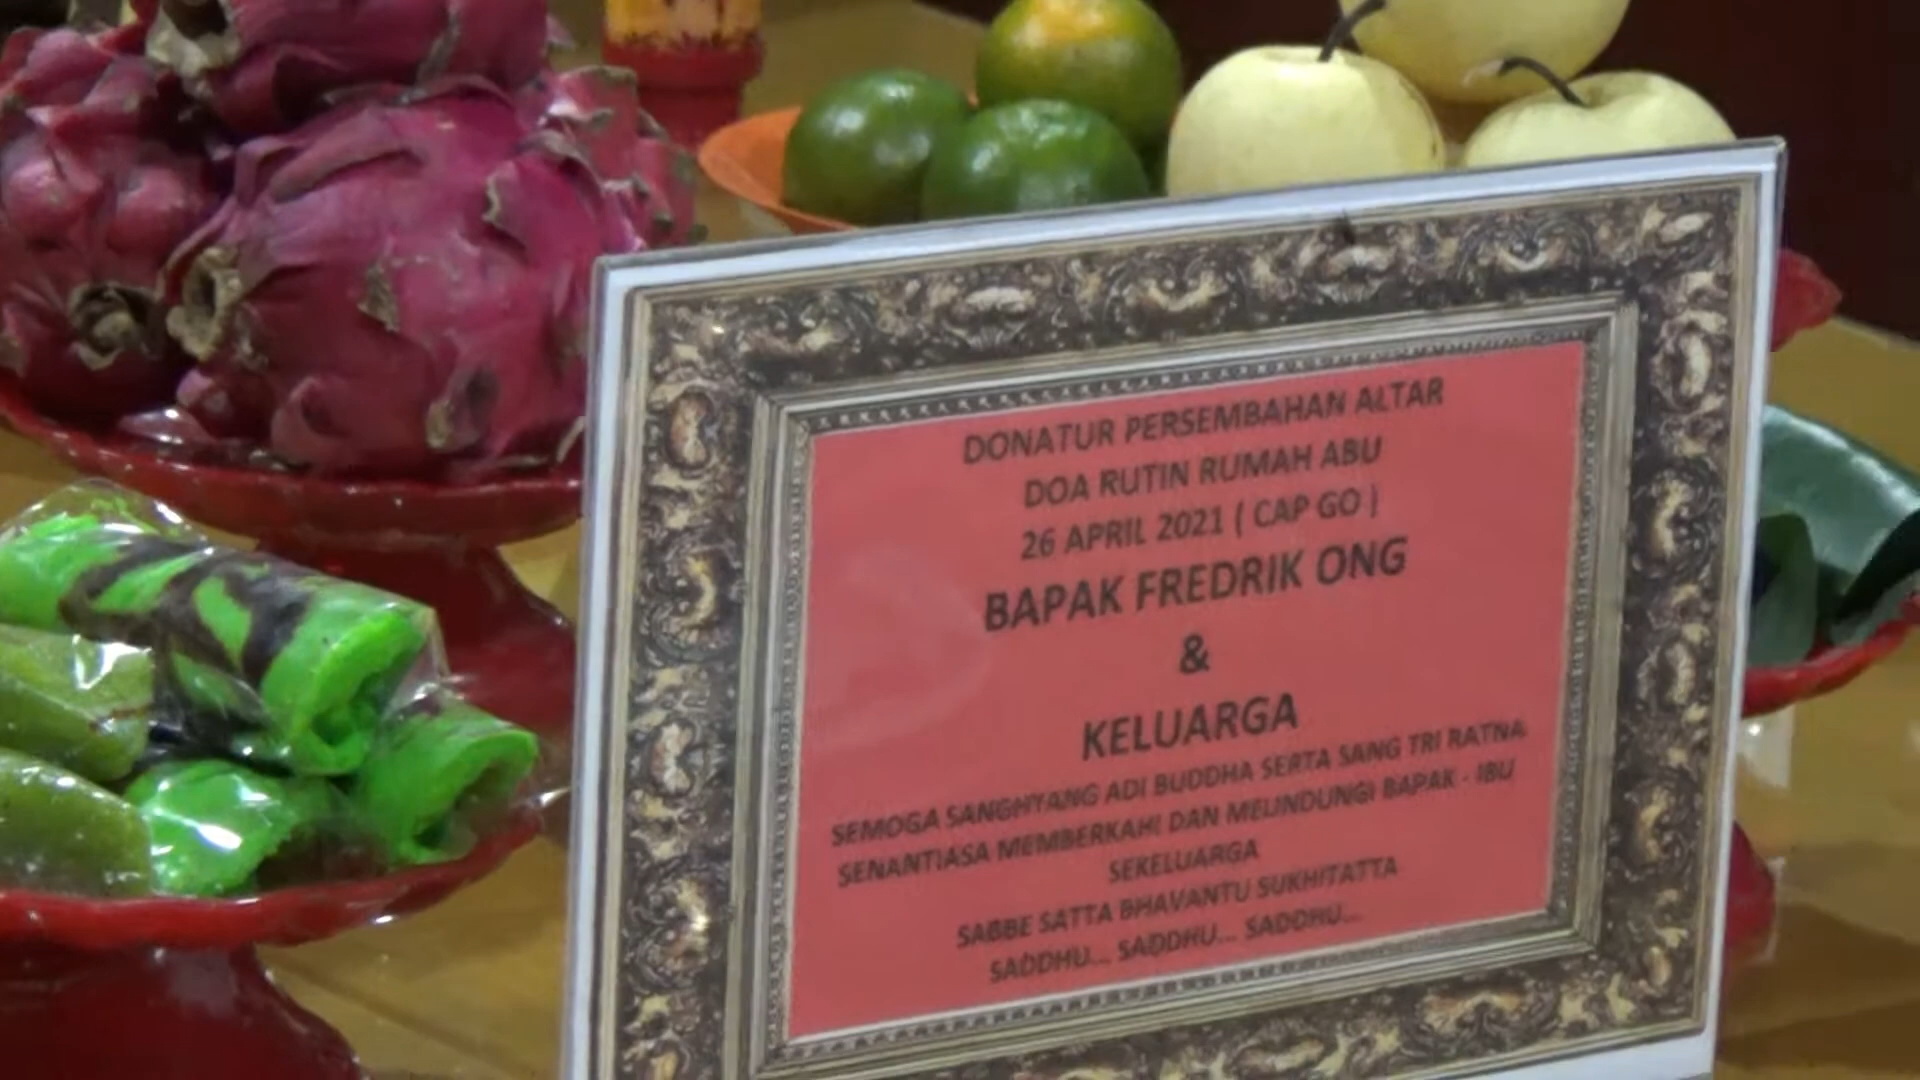 DONATUR PERSEMBAHAN ALTAR
DOA RUTIN RUMAH ABU
26 APRIL 2021 ( CAP GO )
BAPAK FREDRIK ONG
&
KELUARGA
SEMOGA SANGHYANG ADI BUDDHA SERTA SANG TRI RATNA
SENANTIASA MEMBERKAHI DAN MELINDUNGI BAPAK - IBU
SEKELUARGA
SABBE SATTA BHAVANTU SUKHITATTA
SADDHU... SADDHU... SADDHU...